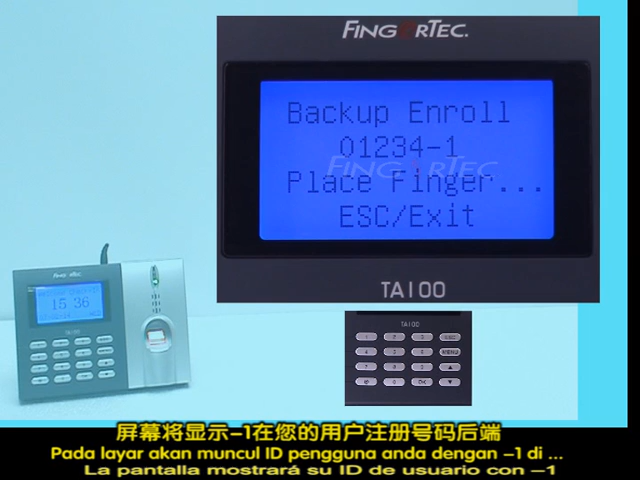 FINGERTEC.
Backup Enroll
01234-1
FINGERTEC
Place Finger...
ESC/Exit
TA100
FINGERTEC
15 36
TA100
TA100
MENU
OK
屏幕将显示-1在您的用户注册号码后端
Pada layar akan muncul ID pengguna anda dengan -1 di ...
La pantalla mostrará su ID de usuario con -1